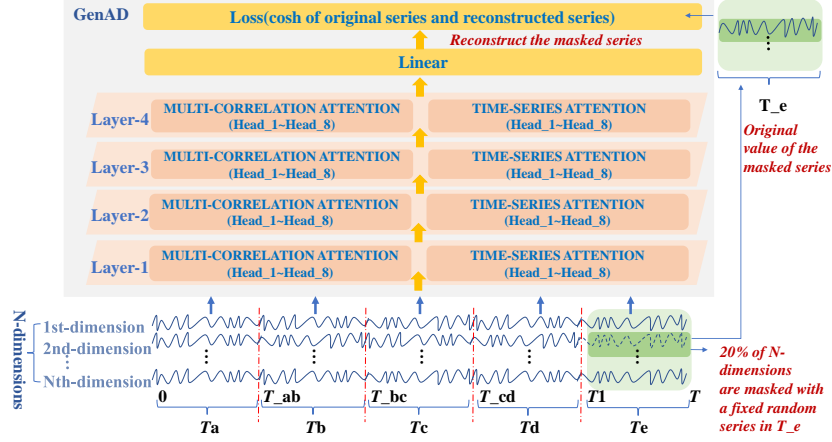 GenAD
Loss(cosh of original series and reconstructed series)
Reconstruct the masked series
Linear
T_e
Original
value of the
masked series
Layer-4
MULTI-CORRELATION ATTENTION
(Head_1~Head_8)
TIME-SERIES ATTENTION
(Head_1~Head_8)
Layer-3
MULTI-CORRELATION ATTENTION
(Head_1~Head_8)
TIME-SERIES ATTENTION
(Head_1~Head_8)
Layer-2
MULTI-CORRELATION ATTENTION
(Head_1~Head_8)
TIME-SERIES ATTENTION
(Head_1~Head_8)
Layer-1
MULTI-CORRELATION ATTENTION
(Head_1~Head_8)
TIME-SERIES ATTENTION
(Head_1~Head_8)
N-dimensions
1st-dimension
2nd-dimension
Nth-dimension
20% of N-
dimensions
are masked with
a fixed random
series in T_e
0 T_ab T_bc T_cd T1 T
Ta Tb Tc Td Te